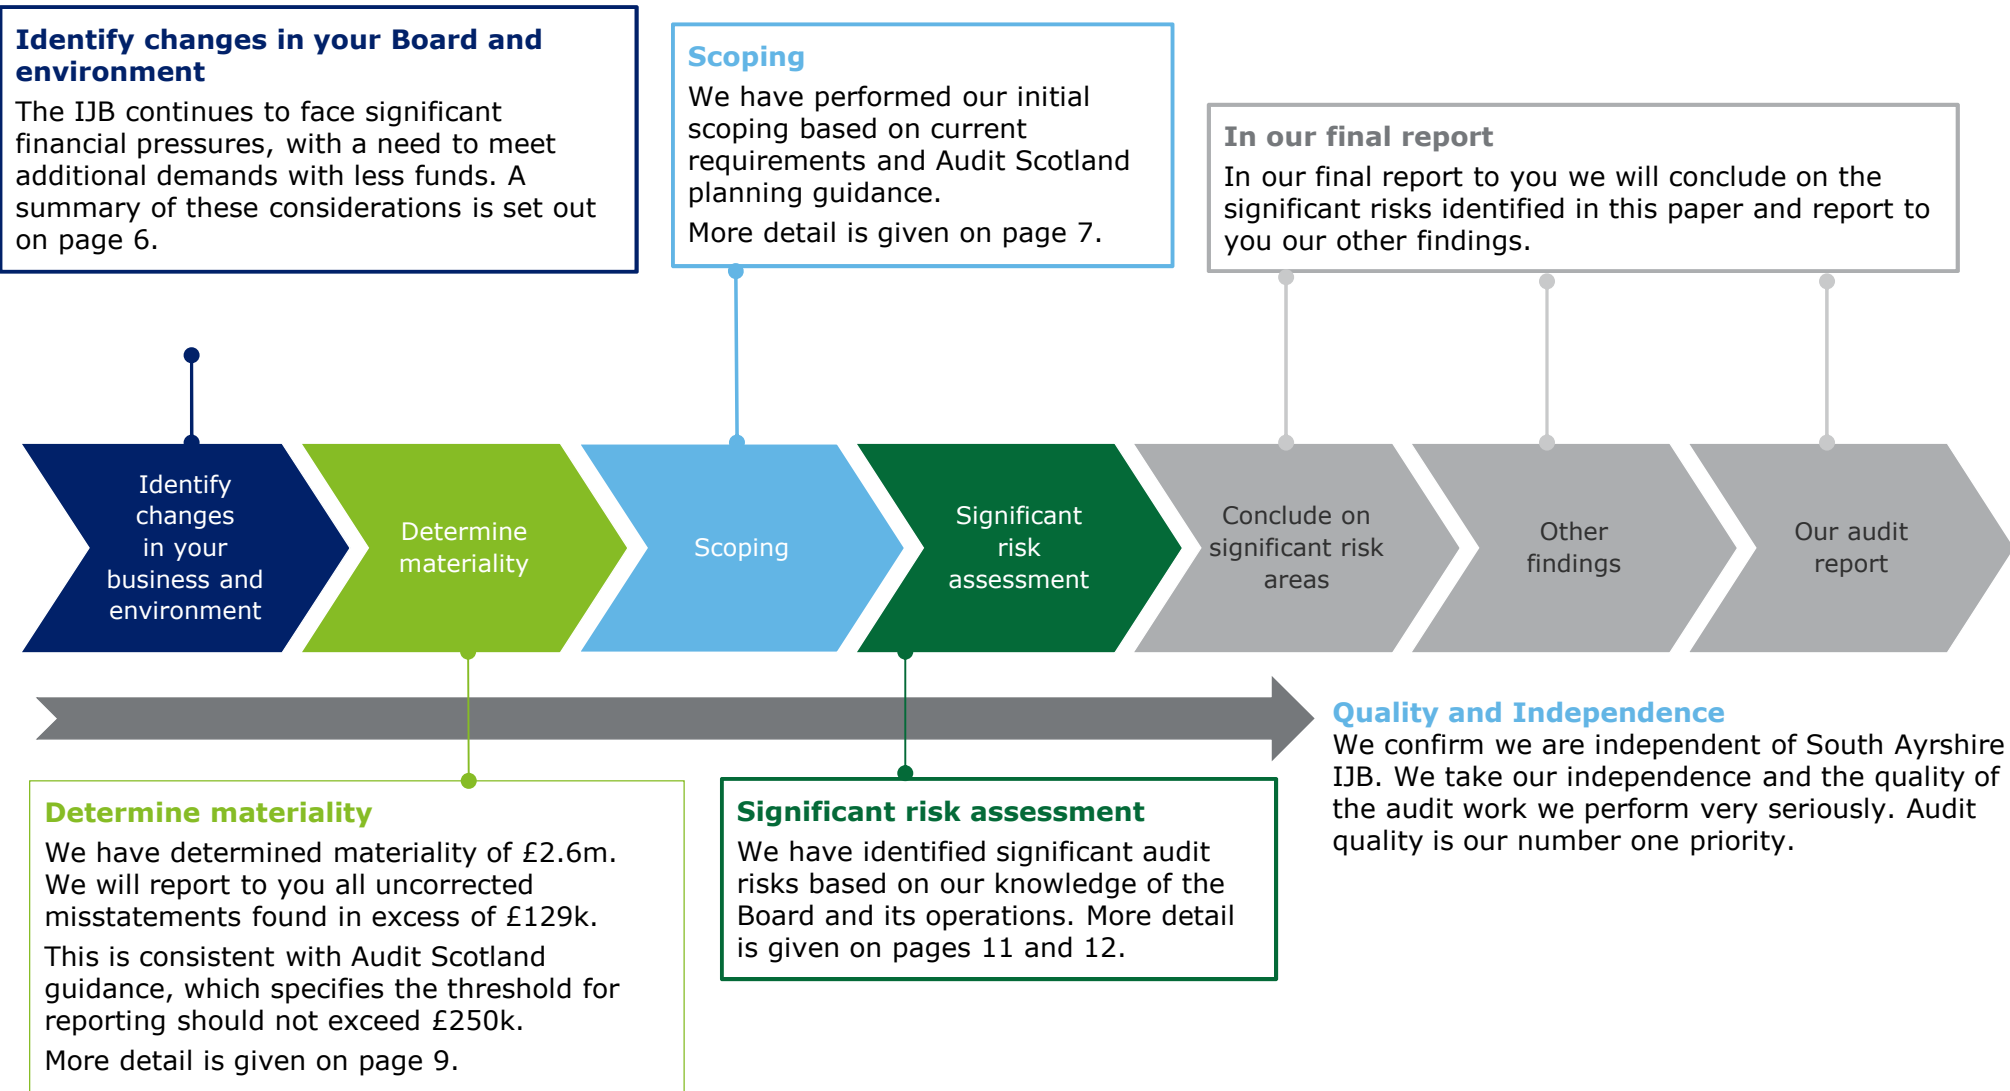 Identify changes in your Board and
environment
The IJB continues to face significant
financial pressures, with a need to meet
additional demands with less funds. A
summary of these considerations is set out
on page 6.
Scoping
We have performed our initial
scoping based on current
requirements and Audit Scotland
planning guidance.
More detail is given on page 7.
In our final report
In our final report to you we will conclude on the
significant risks identified in this paper and report to
you our other findings.
Identify
changes
in your
business and
environment
Determine
materiality
Scoping
Significant
risk
assessment
Conclude on
significant risk
areas
Other
findings
Our audit
report
Determine materiality
We have determined materiality of £2.6m.
We will report to you all uncorrected
misstatements found in excess of £129k.
This is consistent with Audit Scotland
guidance, which specifies the threshold for
reporting should not exceed £250k.
More detail is given on page 9.
Significant risk assessment
We have identified significant audit
risks based on our knowledge of the
Board and its operations. More detail
is given on pages 11 and 12.
Quality and Independence
We confirm we are independent of South Ayrshire
IJB. We take our independence and the quality of
the audit work we perform very seriously. Audit
quality is our number one priority.